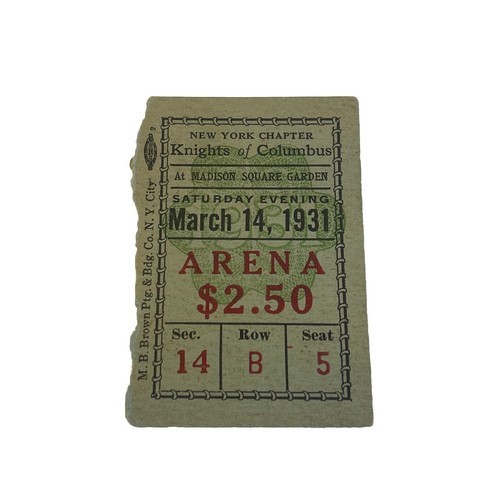 NEW YORK CHAPTER
Knights of Columbus
At MADISON SQUARE GARDEN
SATURDAY EVENING
March 14, 1931
ARENA
$2.50
Sec. Row Seat
14 B 5
M. B. Brown Ptg. & Bdg. Co. N. Y. City